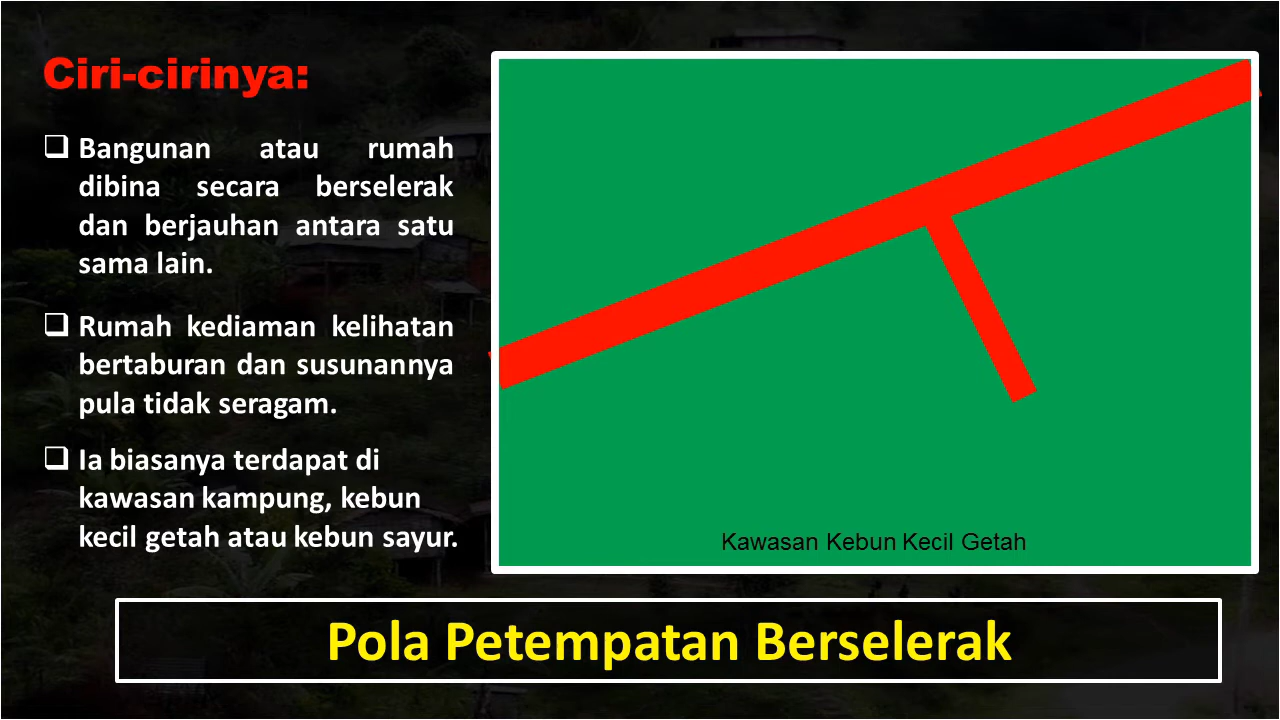 Ciri-cirinya:
❑ Bangunan atau rumah
dibina secara berselerak
dan berjauhan antara satu
sama lain.
❑ Rumah kediaman kelihatan
bertaburan dan susunannya
pula tidak seragam.
❑ Ia biasanya terdapat di
kawasan kampung, kebun
kecil getah atau kebun sayur.
Kawasan Kebun Kecil Getah
Pola Petempatan Berselerak